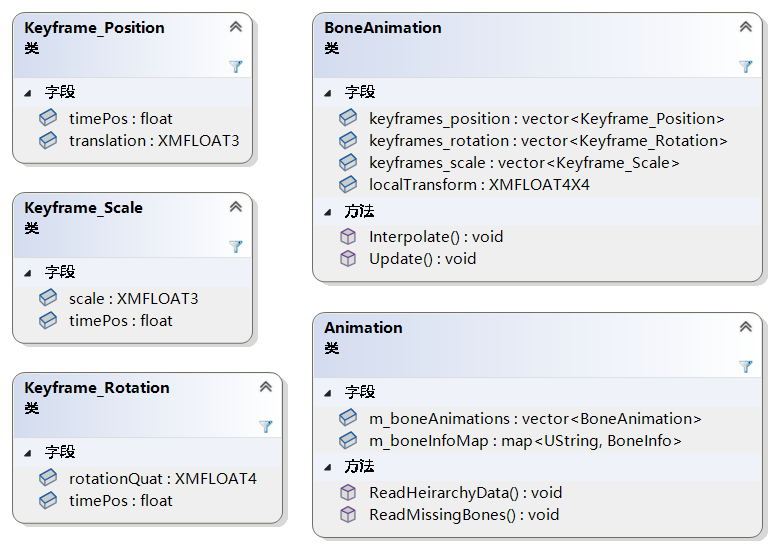 Keyframe_Position
类
字段
timePos : float
translation : XMFLOAT3
Keyframe_Scale
类
字段
scale : XMFLOAT3
timePos : float
Keyframe_Rotation
类
字段
rotationQuat : XMFLOAT4
timePos : float
BoneAnimation
类
字段
keyframes_position : vector<Keyframe_Position>
keyframes_rotation : vector<Keyframe_Rotation>
keyframes_scale : vector<Keyframe_Scale>
localTransform : XMFLOAT4X4
方法
Interpolate() : void
Update() : void
Animation
类
字段
m_boneAnimations : vector<BoneAnimation>
m_boneInfoMap : map<UString, BoneInfo>
方法
ReadHeirarchyData() : void
ReadMissingBones() : void